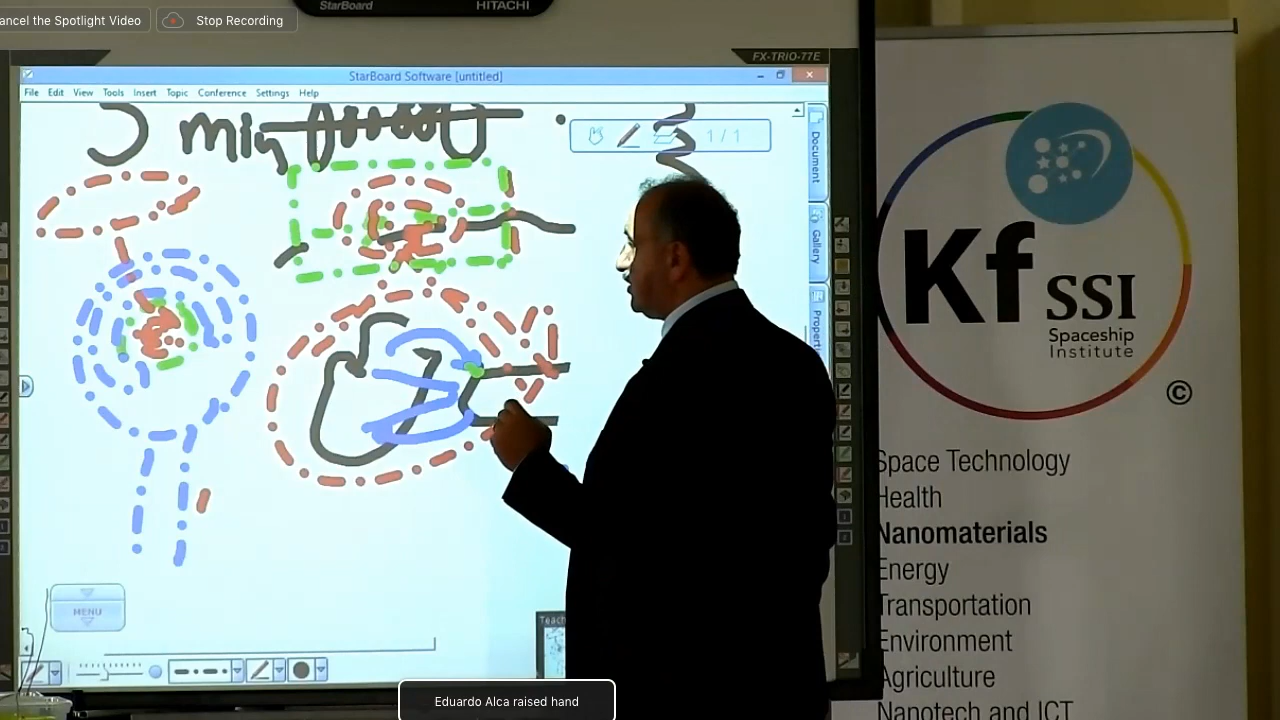 ancel the Spotlight Video
Stop Recording
StarBoard
HITACHI
FX-TRIO-77E
StarBoard Software [untitled]
File Edit View Tools Insert Topic Conference Settings Help
1 / 1
Document
Gallery
Properti
MENU
Teach
Kf SSI
Spaceship
Institute
©
Space Technology
Health
Nanomaterials
Energy
Transportation
Environment
Agriculture
Nanotech and ICT
Eduardo Alca raised hand